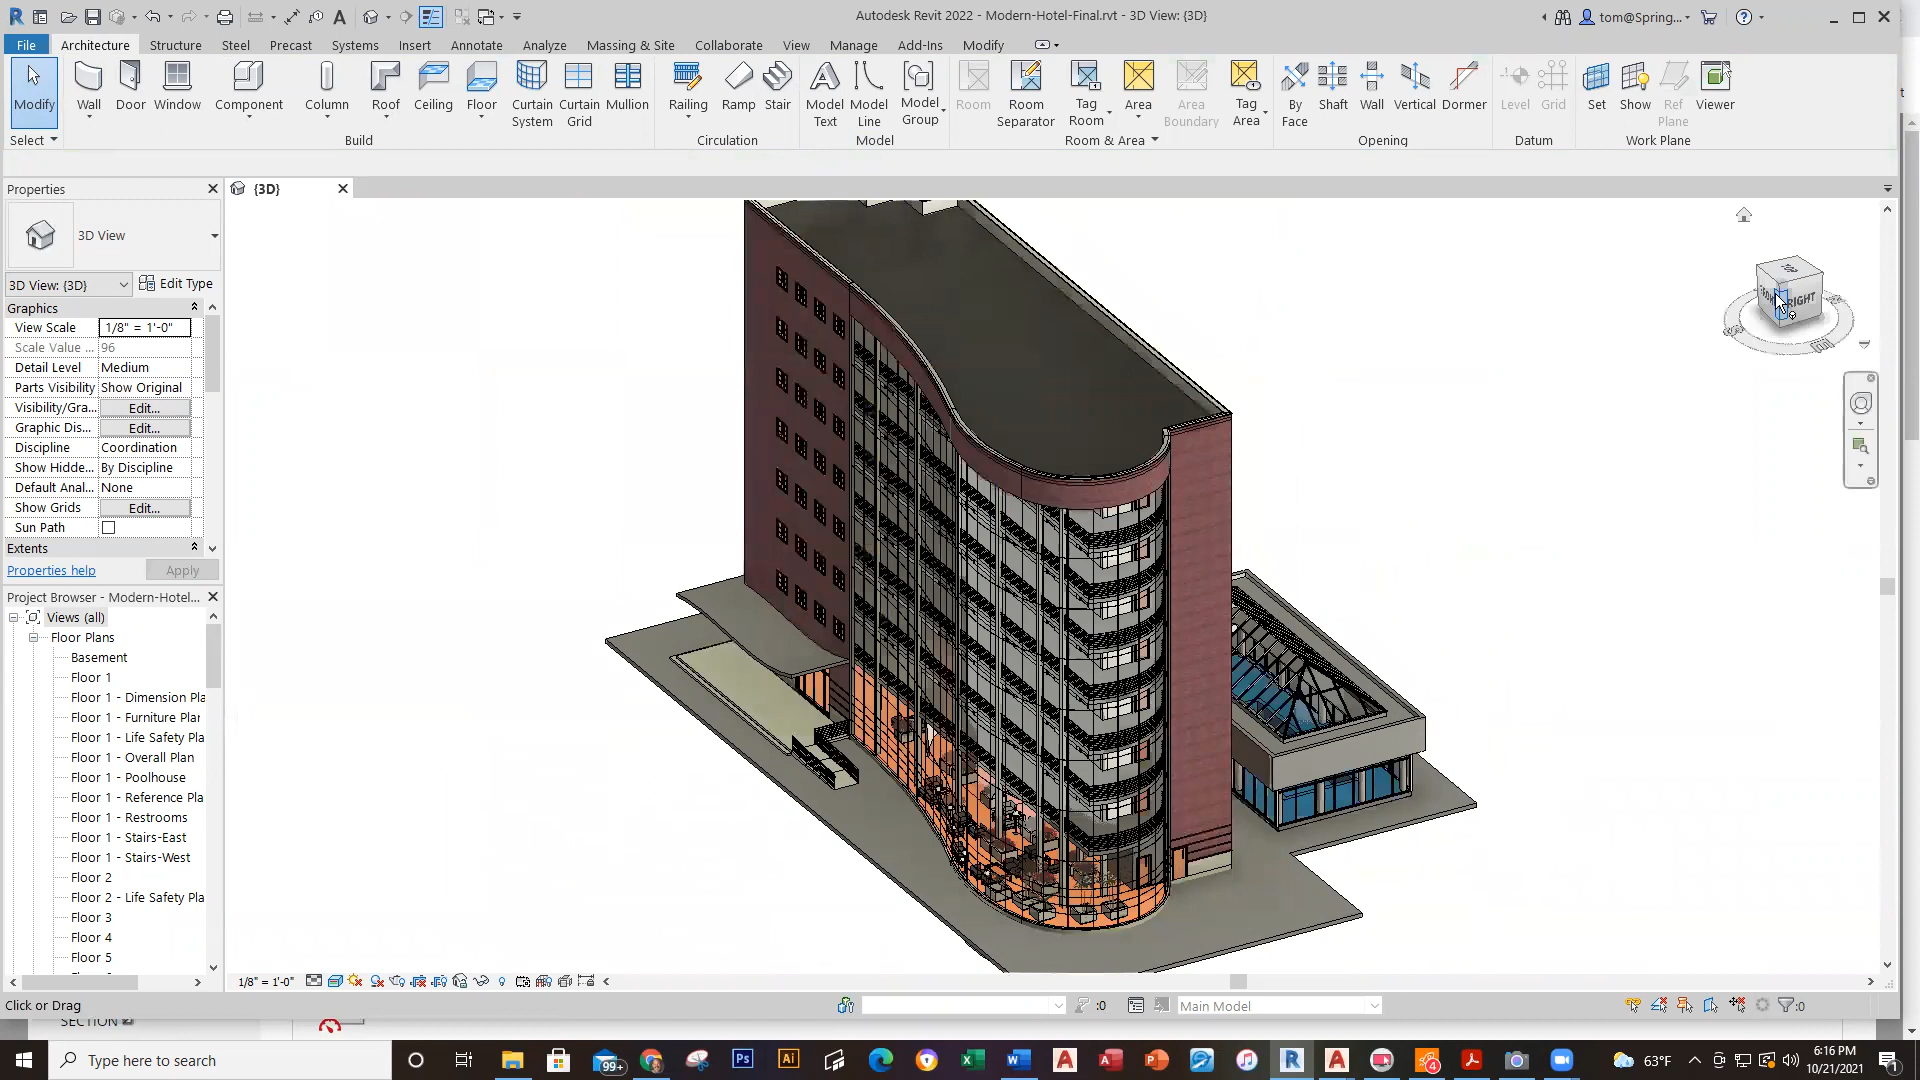 Autodesk Revit 2022 - Modern-Hotel-Final.rvt - 3D View: {3D}
tom@Spring...
File Architecture Structure Steel Precast Systems Insert Annotate Analyze Massing & Site Collaborate View Manage Add-Ins Modify
Modify Wall Door Window Component Column Roof Ceiling Floor Curtain System Curtain Grid Mullion Railing Ramp Stair Model Text Model Line Model Group Room Room Separator Tag Room Area Area Boundary Tag Area By Face Shaft Wall Vertical Dormer Level Grid Set Show Ref Plane Viewer
Select Build Circulation Model Room & Area Opening Datum Work Plane
Properties
{3D}
3D View
3D View: {3D} Edit Type
Graphics
View Scale 1/8" = 1'-0"
Scale Value ... 96
Detail Level Medium
Parts Visibility Show Original
Visibility/Gra... Edit...
Graphic Dis... Edit...
Discipline Coordination
Show Hidde... By Discipline
Default Anal... None
Show Grids Edit...
Sun Path
Extents
Properties help Apply
Project Browser - Modern-Hotel...
Views (all)
Floor Plans
Basement
Floor 1
Floor 1 - Dimension Pla
Floor 1 - Furniture Plan
Floor 1 - Life Safety Pla
Floor 1 - Overall Plan
Floor 1 - Poolhouse
Floor 1 - Reference Pla
Floor 1 - Restrooms
Floor 1 - Stairs-East
Floor 1 - Stairs-West
Floor 2
Floor 2 - Life Safety Pla
Floor 3
Floor 4
Floor 5
TOP
RIGHT
1/8" = 1'-0"
Click or Drag
:0
Main Model
:0
SECTION
Type here to search
99+
4
63°F
6:16 PM
10/21/2021
1